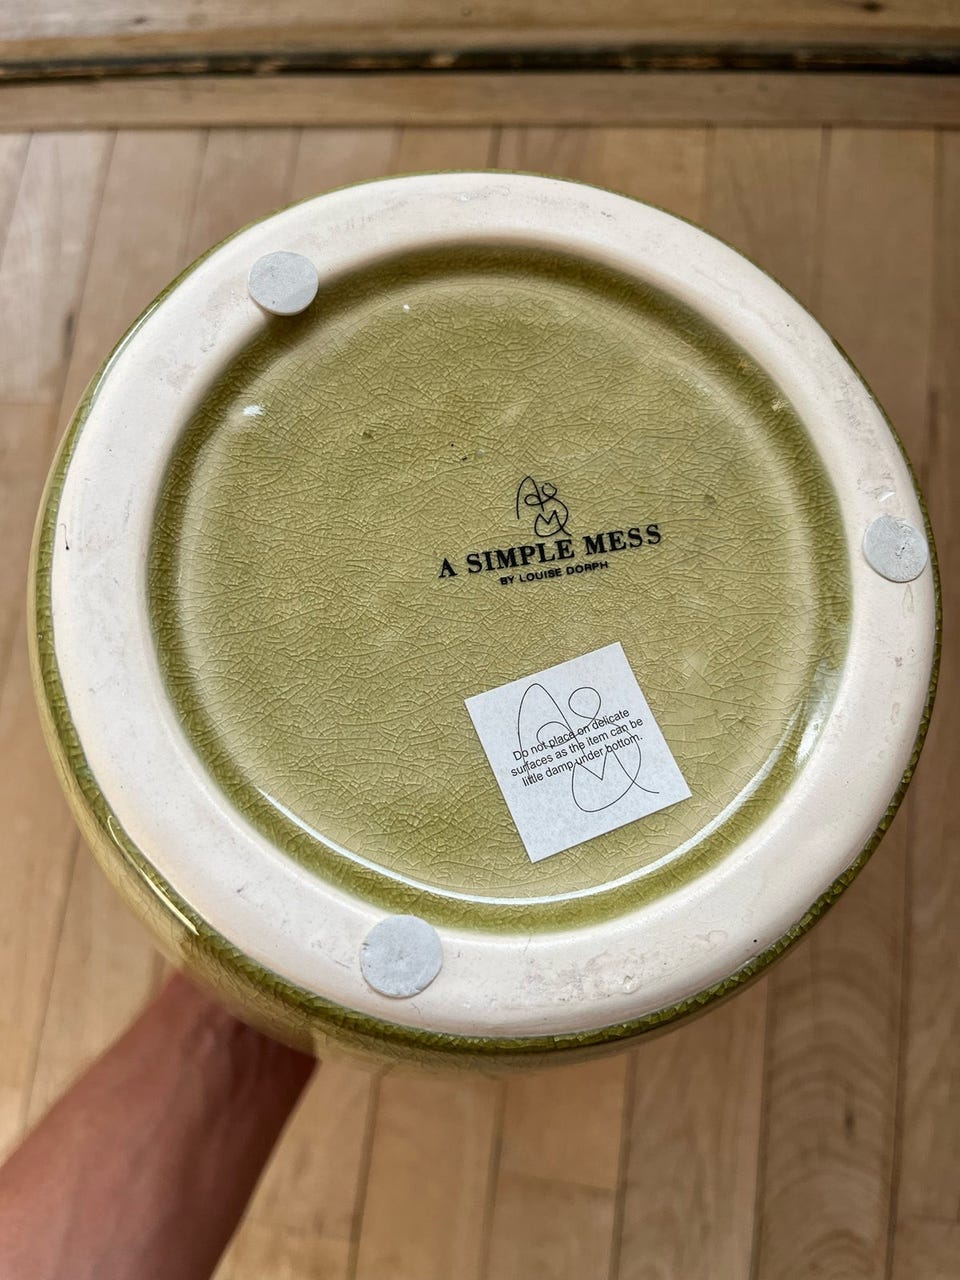 A SIMPLE MESS
BY LOUISE DORPH
Do not place on delicate
surfaces as the item can be
little damp under bottom.